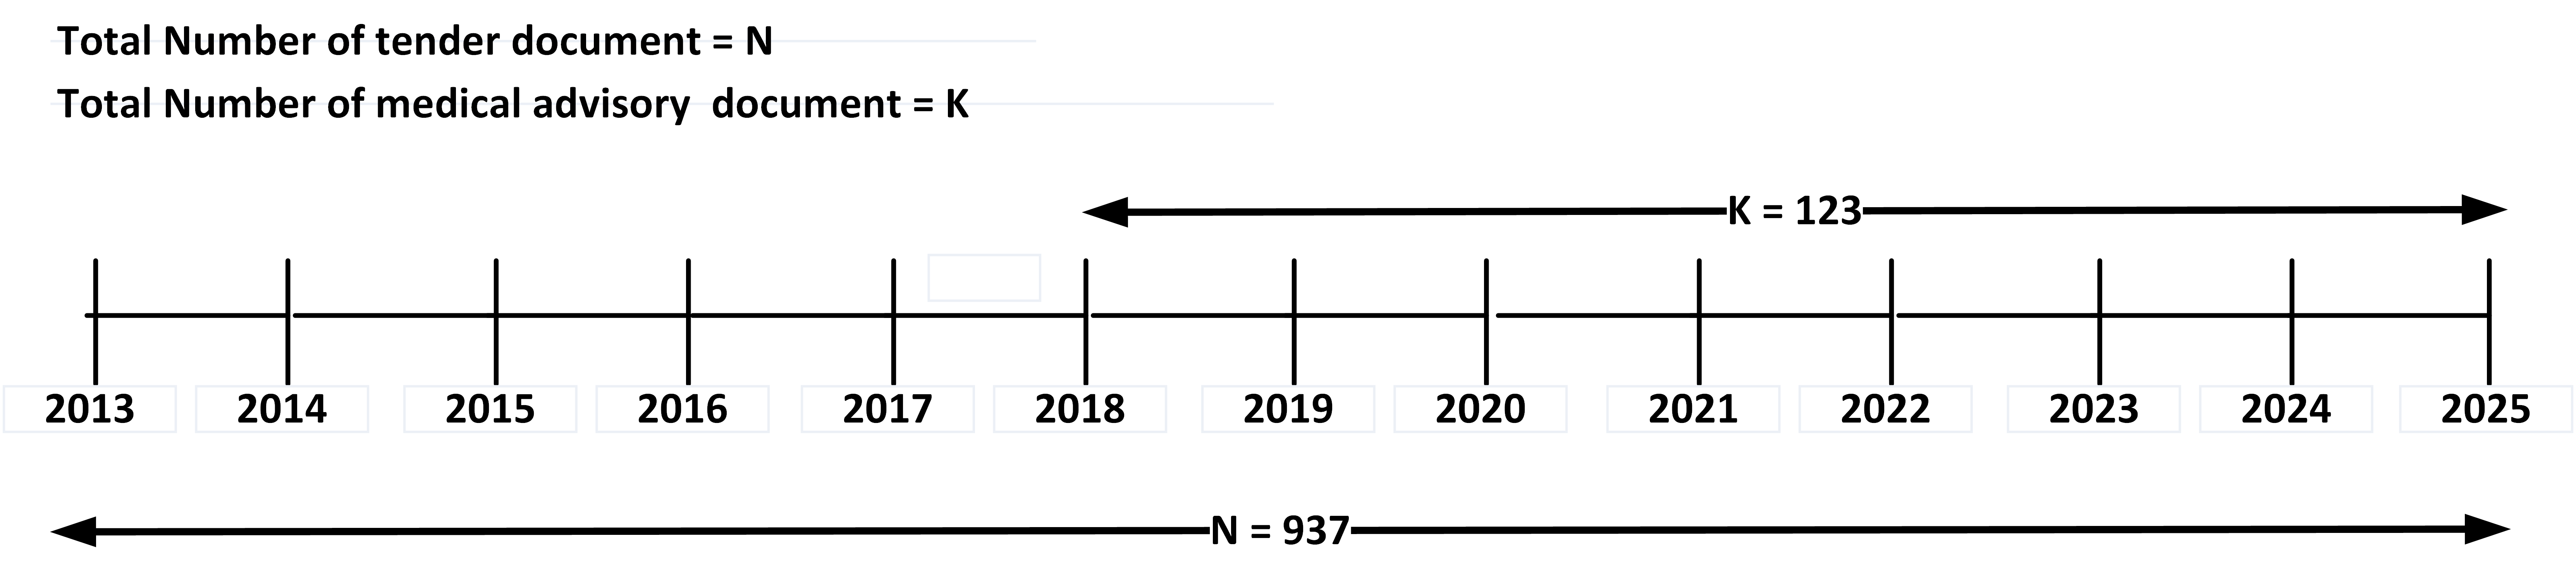 Total Number of tender document = N
Total Number of medical advisory document = K
K = 123
2013 2014 2015 2016 2017 2018 2019 2020 2021 2022 2023 2024 2025
N = 937